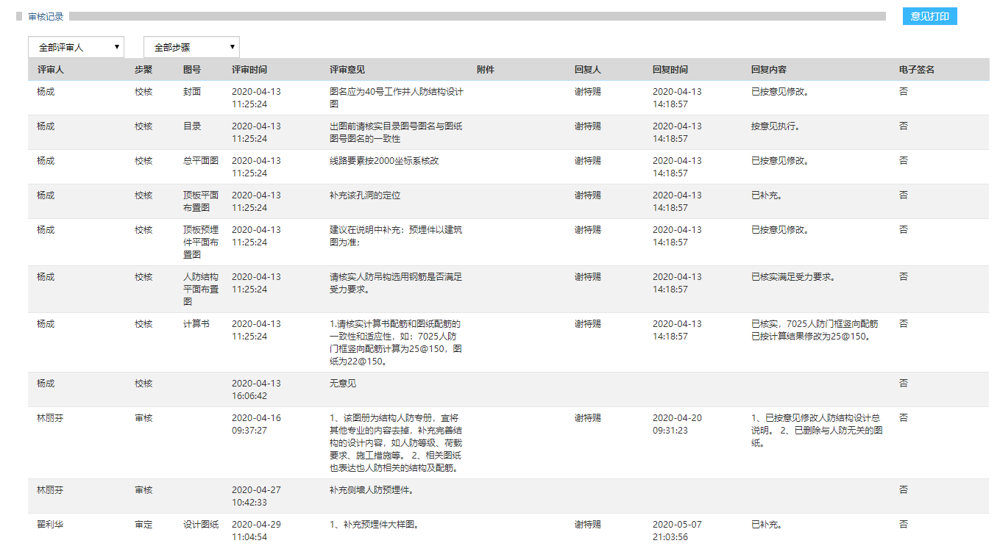 审核记录
意见打印
全部评审人 全部步骤
评审人 步骤 图号 评审时间 评审意见 附件 回复人 回复时间 回复内容 电子签名
杨成 校核 封面 2020-04-13 11:25:24 图名应为40号工作井人防结构设计图 谢特赐 2020-04-13 14:18:57 已按意见修改。 否
杨成 校核 目录 2020-04-13 11:25:24 出图前请核实目录图号图名与图纸图号图名的一致性 谢特赐 2020-04-13 14:18:57 按意见执行。 否
杨成 校核 总平面图 2020-04-13 11:25:24 线路要素按2000坐标系核改 谢特赐 2020-04-13 14:18:57 已按意见修改。 否
杨成 校核 顶板平面布置图 2020-04-13 11:25:24 补充该孔洞的定位 谢特赐 2020-04-13 14:18:57 已补充。 否
杨成 校核 顶板预埋件平面布置图 2020-04-13 11:25:24 建议在说明中补充：预埋件以建筑图为准； 谢特赐 2020-04-13 14:18:57 已按意见修改。 否
杨成 校核 人防结构平面布置图 2020-04-13 11:25:24 请核实人防吊钩选用钢筋是否满足受力要求。 谢特赐 2020-04-13 14:18:57 已核实满足受力要求。 否
杨成 校核 计算书 2020-04-13 11:25:24 1.请核实计算书配筋和图纸配筋的一致性和适应性，如：7025人防门框竖向配筋计算为25@150，图纸为22@150。 谢特赐 2020-04-13 14:18:57 已核实，7025人防门框竖向配筋已按计算结果修改为25@150。 否
杨成 校核 2020-04-13 16:06:42 无意见 否
林丽芬 审核 2020-04-16 09:37:27 1、该图册为结构人防专册，宜将其他专业的内容去掉，补充完善结构的设计内容，如人防等级、荷载要求、施工措施等。 2、相关图纸也表达也人防相关的结构及配筋。 谢特赐 2020-04-20 09:31:23 1、已按意见修改人防结构设计总说明。 2、已删除与人防无关的图纸。 否
林丽芬 审核 2020-04-27 10:42:33 补充侧墙人防预埋件。 否
翟利华 审定 设计图纸 2020-04-29 11:04:54 1、补充预埋件大样图。 谢特赐 2020-05-07 21:03:56 已补充。 否